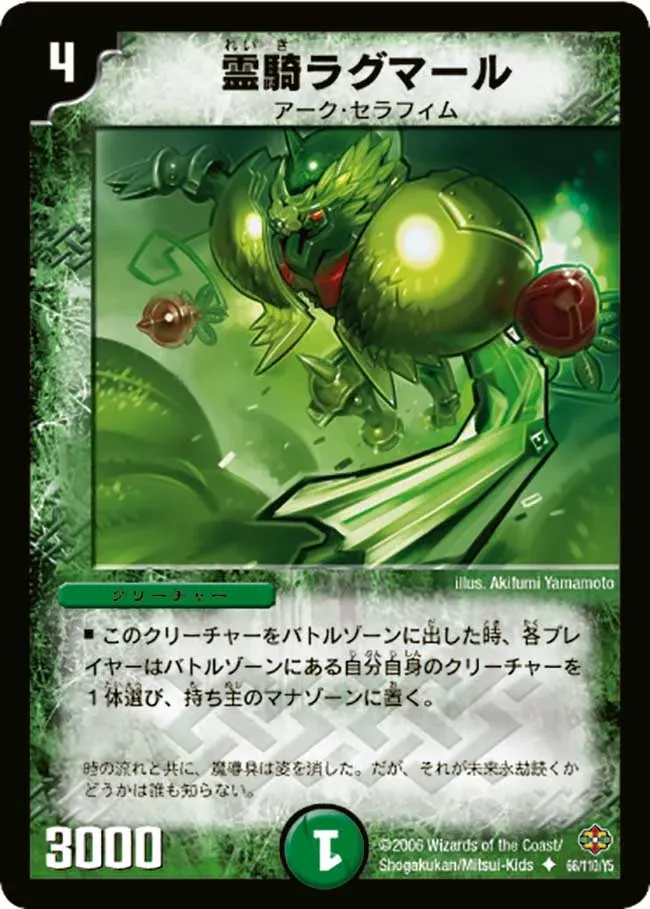 4
れいき
霊騎ラグマール
アーク・セラフィム
illus. Akifumi Yamamoto
クリーチャー
■ このクリーチャーをバトルゾーンに出した時、各プレ
イヤーはバトルゾーンにある自分自身のクリーチャーを
1体選び、持ち主のマナゾーンに置く。
時の流れと共に、魔導具は姿を消した。だが、それが未来永劫続くか
どうかは誰も知らない。
3000
1
©2006 Wizards of the Coast/
Shogakukan/Mitsui-Kids ♦ 66/110/Y5